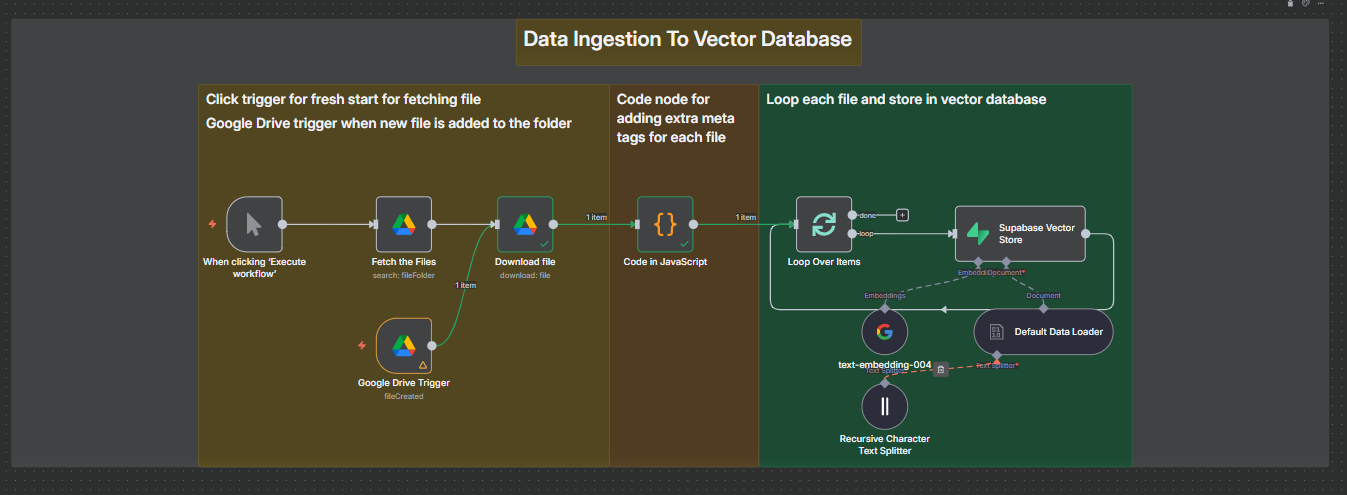 Data Ingestion To Vector Database
Click trigger for fresh start for fetching file
Google Drive trigger when new file is added to the folder
Code node for
adding extra meta
tags for each file
Loop each file and store in vector database
When clicking ‘Execute
workflow’
Fetch the Files
search: fileFolder
Download file
download: file
1 item
Code in JavaScript
1 item
Loop Over Items
done
loop
Supabase Vector
Store
Document*
1 item
Google Drive Trigger
fileCreated
Embeddings
Document
text-embedding-004
Default Data Loader
Text Splitter*
Recursive Character
Text Splitter